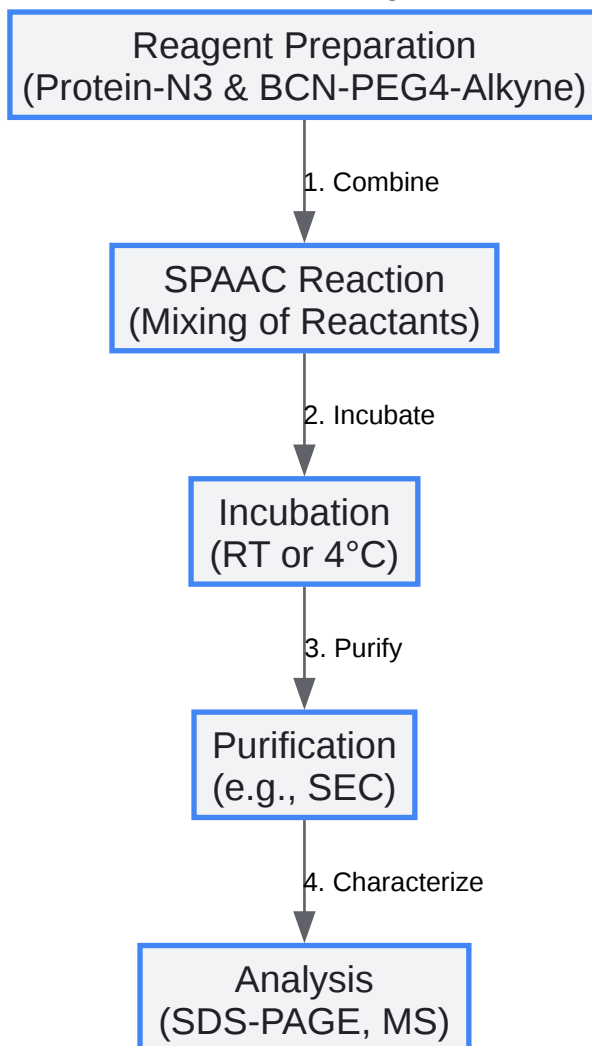 Reagent Preparation
(Protein-N3 & BCN-PEG4-Alkyne)
1. Combine
SPAAC Reaction
(Mixing of Reactants)
2. Incubate
Incubation
(RT or 4°C)
3. Purify
Purification
(e.g., SEC)
4. Characterize
Analysis
(SDS-PAGE, MS)